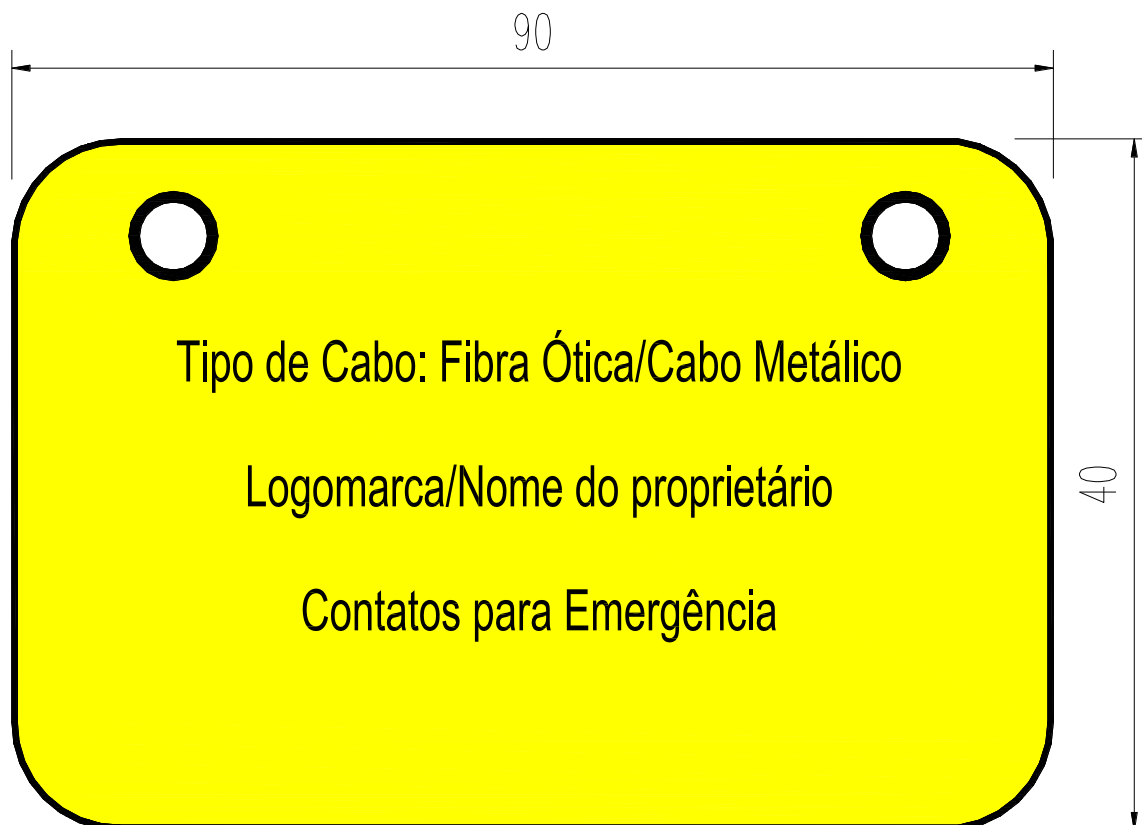 90
Tipo de Cabo: Fibra Ótica/Cabo Metálico
Logomarca/Nome do proprietário
40
Contatos para Emergência